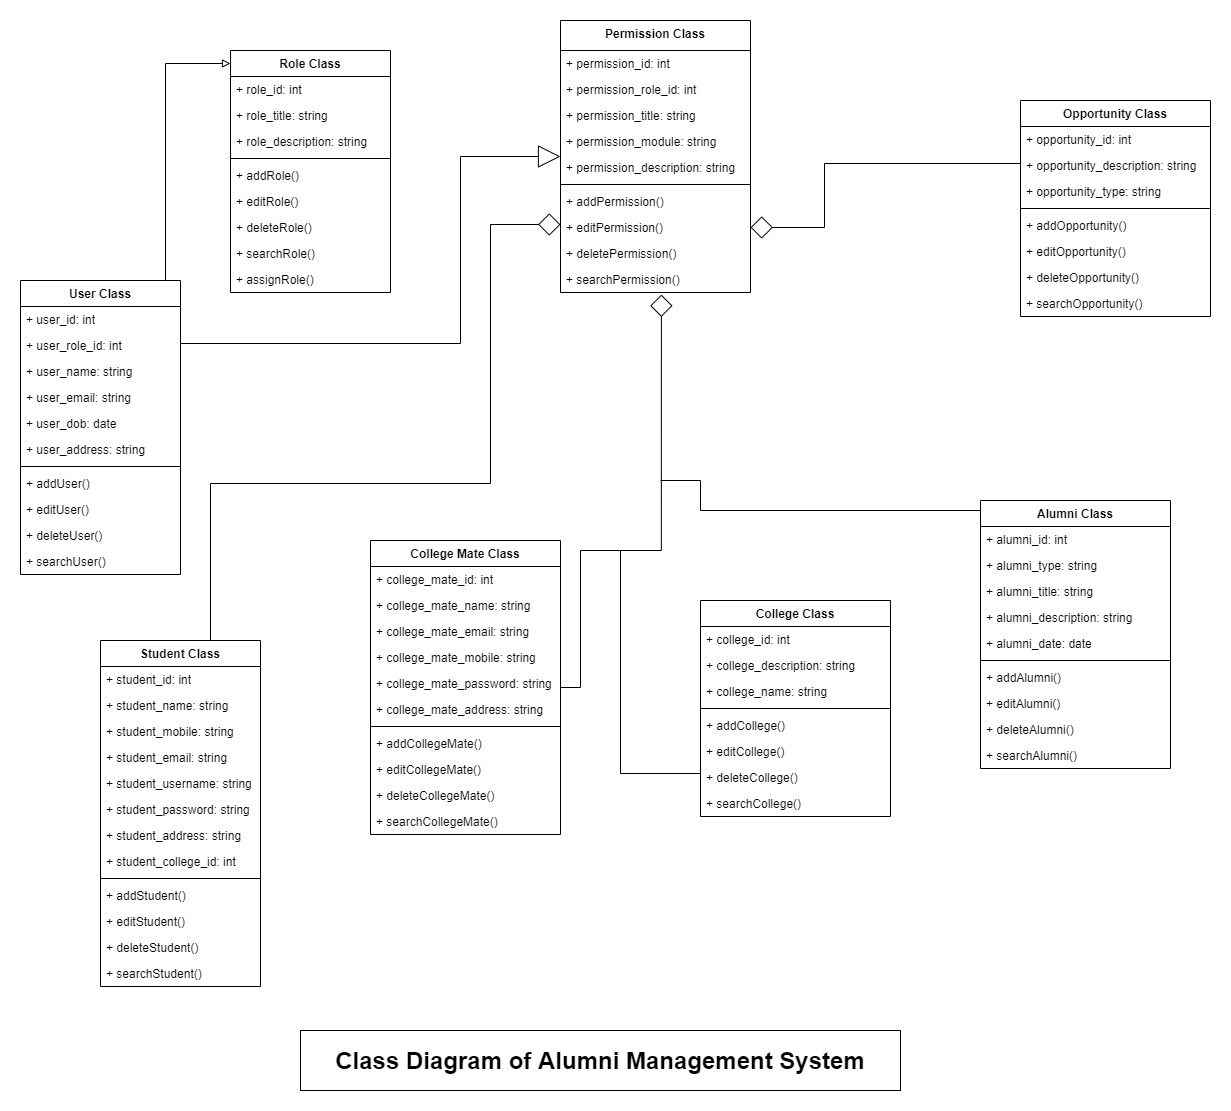 Permission Class
+ permission_id: int
+ permission_role_id: int
+ permission_title: string
+ permission_module: string
+ permission_description: string
+ addPermission()
+ editPermission()
+ deletePermission()
+ searchPermission()
Role Class
+ role_id: int
+ role_title: string
+ role_description: string
+ addRole()
+ editRole()
+ deleteRole()
+ searchRole()
+ assignRole()
Opportunity Class
+ opportunity_id: int
+ opportunity_description: string
+ opportunity_type: string
+ addOpportunity()
+ editOpportunity()
+ deleteOpportunity()
+ searchOpportunity()
User Class
+ user_id: int
+ user_role_id: int
+ user_name: string
+ user_email: string
+ user_dob: date
+ user_address: string
+ addUser()
+ editUser()
+ deleteUser()
+ searchUser()
Alumni Class
+ alumni_id: int
+ alumni_type: string
+ alumni_title: string
+ alumni_description: string
+ alumni_date: date
+ addAlumni()
+ editAlumni()
+ deleteAlumni()
+ searchAlumni()
College Mate Class
+ college_mate_id: int
+ college_mate_name: string
+ college_mate_email: string
+ college_mate_mobile: string
+ college_mate_password: string
+ college_mate_address: string
+ addCollegeMate()
+ editCollegeMate()
+ deleteCollegeMate()
+ searchCollegeMate()
College Class
+ college_id: int
+ college_description: string
+ college_name: string
+ addCollege()
+ editCollege()
+ deleteCollege()
+ searchCollege()
Student Class
+ student_id: int
+ student_name: string
+ student_mobile: string
+ student_email: string
+ student_username: string
+ student_password: string
+ student_address: string
+ student_college_id: int
+ addStudent()
+ editStudent()
+ deleteStudent()
+ searchStudent()
Class Diagram of Alumni Management System